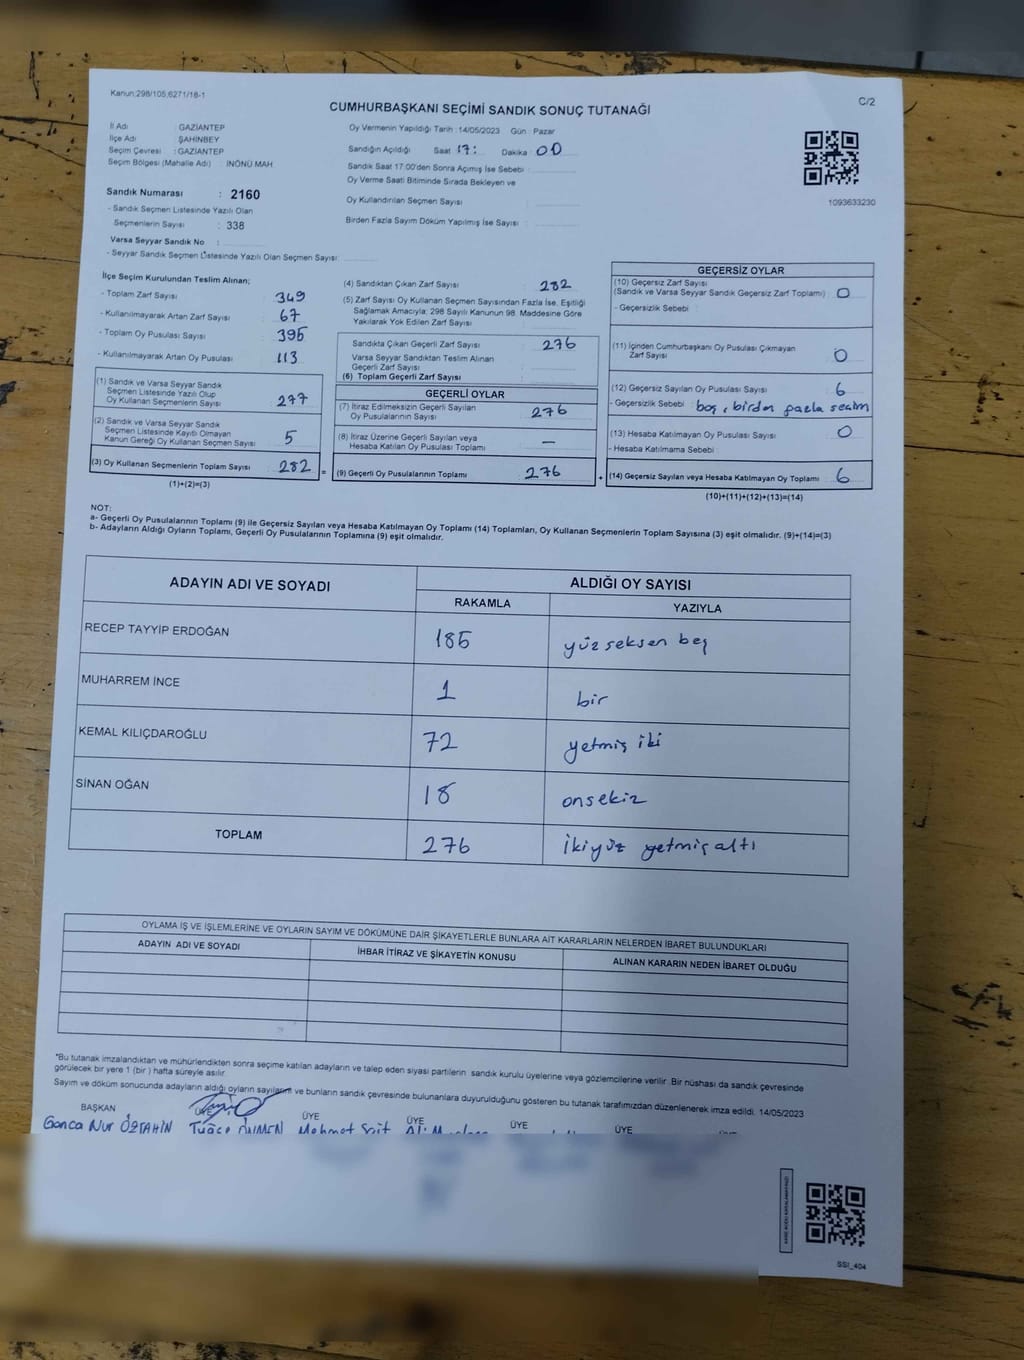 Kanun:298/105,6271/18-1
CUMHURBAŞKANI SEÇİMİ SANDIK SONUÇ TUTANAĞI
C/2
İl Adı : GAZİANTEP
İlçe Adı : ŞAHİNBEY
Seçim Çevresi : GAZİANTEP
Seçim Bölgesi (Mahalle Adı) : İNÖNÜ MAH
Oy Vermenin Yapıldığı Tarih :14/05/2023 Gün : Pazar
Sandığın Açıldığı Saat 17: Dakika 00
Sandık Saat 17:00'den Sonra Açımış İse Sebebi :
Oy Verme Saati Bitiminde Sırada Bekleyen ve
Oy Kullandırılan Seçmen Sayısı :
Birden Fazla Sayım Döküm Yapılmış İse Sayısı :
1093633230
Sandık Numarası : 2160
- Sandık Seçmen Listesinde Yazılı Olan
Seçmenlerin Sayısı : 338
Varsa Seyyar Sandık No :
- Seyyar Sandık Seçmen Listesinde Yazılı Olan Seçmen Sayısı:
İlçe Seçim Kurulundan Teslim Alınan;
- Toplam Zarf Sayısı 349
- Kullanılmayarak Artan Zarf Sayısı : 67
- Toplam Oy Pusulası Sayısı : 395
- Kullanılmayarak Artan Oy Pusulası : 113
(1) Sandık ve Varsa Seyyar Sandık
Seçmen Listesinde Yazılı Olup
Oy Kullanan Seçmenlerin Sayısı : 277
(2) Sandık ve Varsa Seyyar Sandık
Seçmen Listesinde Kayıtlı Olmayan
Kanun Gereği Oy Kullanan Seçmen Sayısı : 5
(3) Oy Kullanan Seçmenlerin Toplam Sayısı : 282 =
(1)+(2)=(3)
(4) Sandıktan Çıkan Zarf Sayısı : 282
(5) Zarf Sayısı Oy Kullanan Seçmen Sayısından Fazla İse, Eşitliği
Sağlamak Amacıyla; 298 Sayılı Kanunun 98. Maddesine Göre
Yakılarak Yok Edilen Zarf Sayısı :
Sandıkta Çıkan Geçerli Zarf Sayısı : 276
Varsa Seyyar Sandıktan Teslim Alınan
Geçerli Zarf Sayısı :
(6) Toplam Geçerli Zarf Sayısı :
GEÇERLİ OYLAR
(7) İtiraz Edilmeksizin Geçerli Sayılan
Oy Pusulalarının Sayısı : 276
(8) İtiraz Üzerine Geçerli Sayılan veya
Hesaba Katılan Oy Pusulası Toplamı : —
(9) Geçerli Oy Pusulalarının Toplamı : 276 +
GEÇERSİZ OYLAR
(10) Geçersiz Zarf Sayısı
(Sandık ve Varsa Seyyar Sandık Geçersiz Zarf Toplamı) : 0
- Geçersizlik Sebebi :
(11) İçinden Cumhurbaşkanı Oy Pusulası Çıkmayan
Zarf Sayısı : 0
(12) Geçersiz Sayılan Oy Pusulası Sayısı : 6
- Geçersizlik Sebebi : boş, birden fazla seçim
(13) Hesaba Katılmayan Oy Pusulası Sayısı : 0
- Hesaba Katılmama Sebebi :
(14) Geçersiz Sayılan veya Hesaba Katılmayan Oy Toplamı : 6
(10)+(11)+(12)+(13)=(14)
NOT:
a- Geçerli Oy Pusulalarının Toplamı (9) ile Geçersiz Sayılan veya Hesaba Katılmayan Oy Toplamı (14) Toplamları, Oy Kullanan Seçmenlerin Toplam Sayısına (3) eşit olmalıdır. (9)+(14)=(3)
b- Adayların Aldığı Oyların Toplamı, Geçerli Oy Pusulalarının Toplamına (9) eşit olmalıdır.
ADAYIN ADI VE SOYADI ALDIĞI OY SAYISI
RAKAMLA YAZIYLA
RECEP TAYYİP ERDOĞAN 185 yüz seksen beş
MUHARREM İNCE 1 bir
KEMAL KILIÇDAROĞLU 72 yetmiş iki
SİNAN OĞAN 18 onsekiz
TOPLAM 276 ikiyüz yetmiş altı
OYLAMA İŞ VE İŞLEMLERİNE VE OYLARIN SAYIM VE DÖKÜMÜNE DAİR ŞİKAYETLERLE BUNLARA AİT KARARLARIN NELERDEN İBARET BULUNDUKLARI
ADAYIN ADI VE SOYADI İHBAR İTİRAZ VE ŞİKAYETİN KONUSU ALINAN KARARIN NEDEN İBARET OLDUĞU
*Bu tutanak imzalandıktan ve mühürlendikten sonra seçime katılan adayların ve talep eden siyasi partilerin sandık kurulu üyelerine veya gözlemcilerine verilir. Bir nüshası da sandık çevresinde
görülecek bir yere 1 (bir ) hafta süreyle asılır.
Sayım ve döküm sonucunda adayların aldığı oyların sayılarını ve bunların sandık çevresinde bulunanlara duyurulduğunu gösteren bu tutanak tarafımızdan düzenlenerek imza edildi. 14/05/2023
BAŞKAN ÜYE ÜYE ÜYE ÜYE ÜYE
Gonca Nur Mehmet Sait
SSI_404